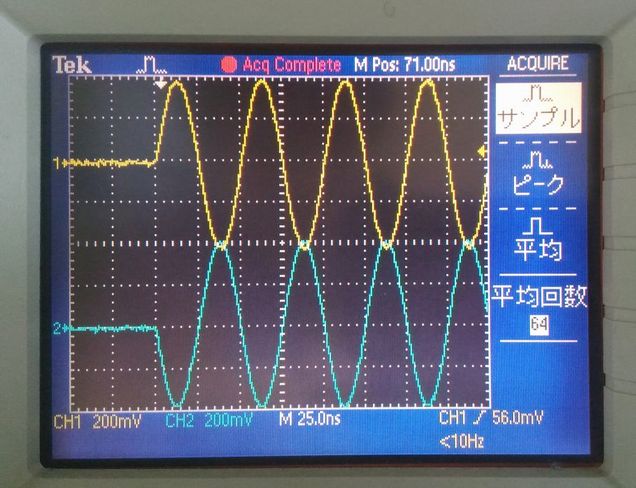 Tek
Acq Complete
M Pos: 71.00ns
ACQUIRE
サンプル
ピーク
平均
平均回数
64
1
2
CH1 200mV
CH2 200mV
M 25.0ns
CH1
56.0mV
<10Hz